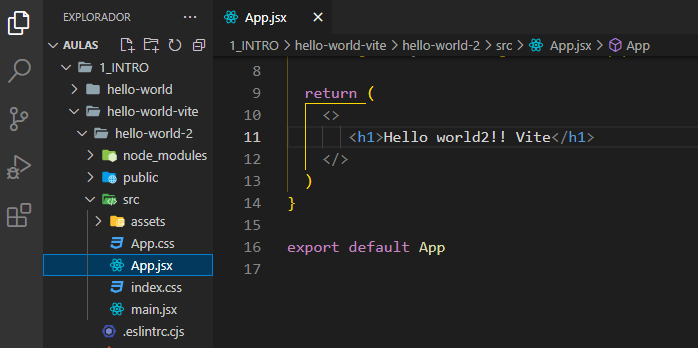 EXPLORADOR
AULAS
1_INTRO
hello-world
hello-world-vite
hello-world-2
node_modules
public
src
assets
App.css
App.jsx
index.css
main.jsx
.eslintrc.cjs
App.jsx
1_INTRO > hello-world-vite > hello-world-2 > src > App.jsx > App
8
9 return (
10 <>
11 <h1>Hello world2!! Vite</h1>
12 </>
13 )
14 }
15
16 export default App
17